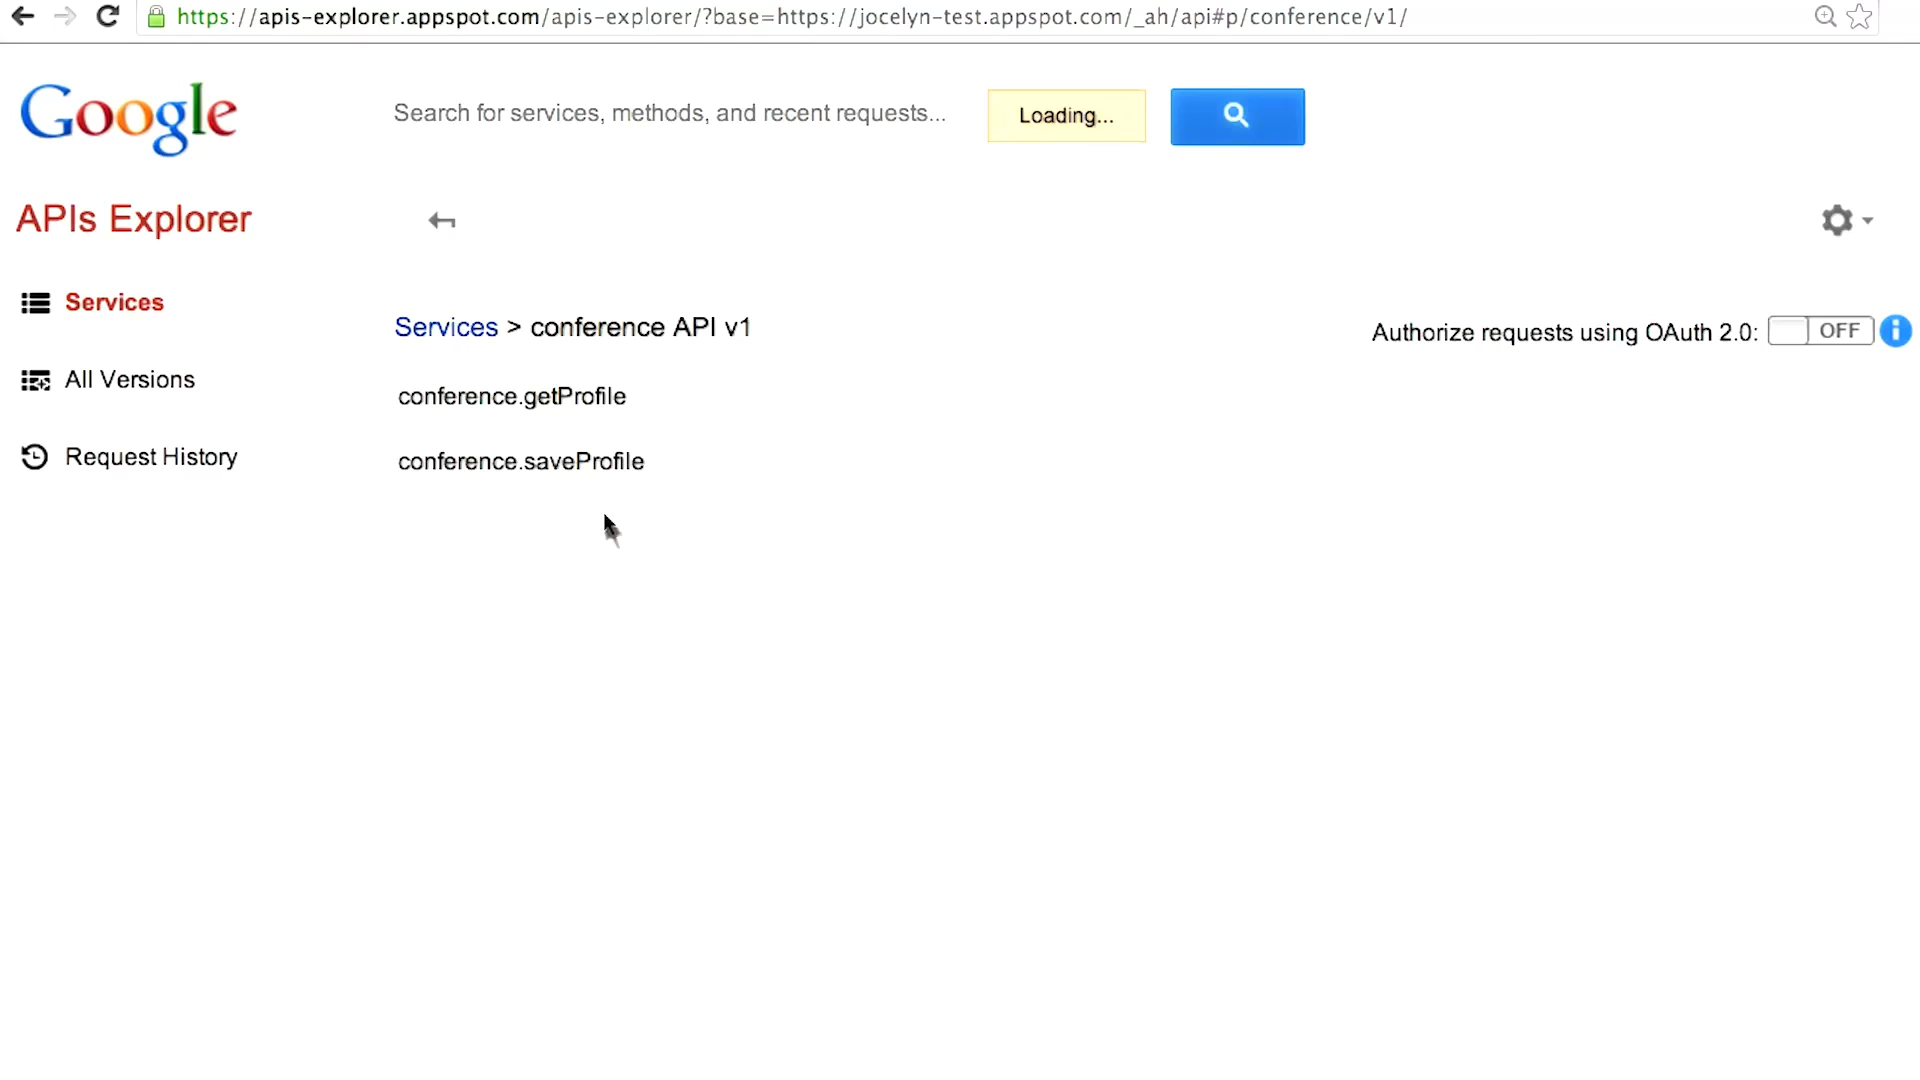 https://apis-explorer.appspot.com/apis-explorer/?base=https://jocelyn-test.appspot.com/_ah/api#p/conference/v1/
Google
Search for services, methods, and recent requests...
Loading...
APIs Explorer
Services
Services > conference API v1
Authorize requests using OAuth 2.0: OFF
All Versions
conference.getProfile
Request History
conference.saveProfile